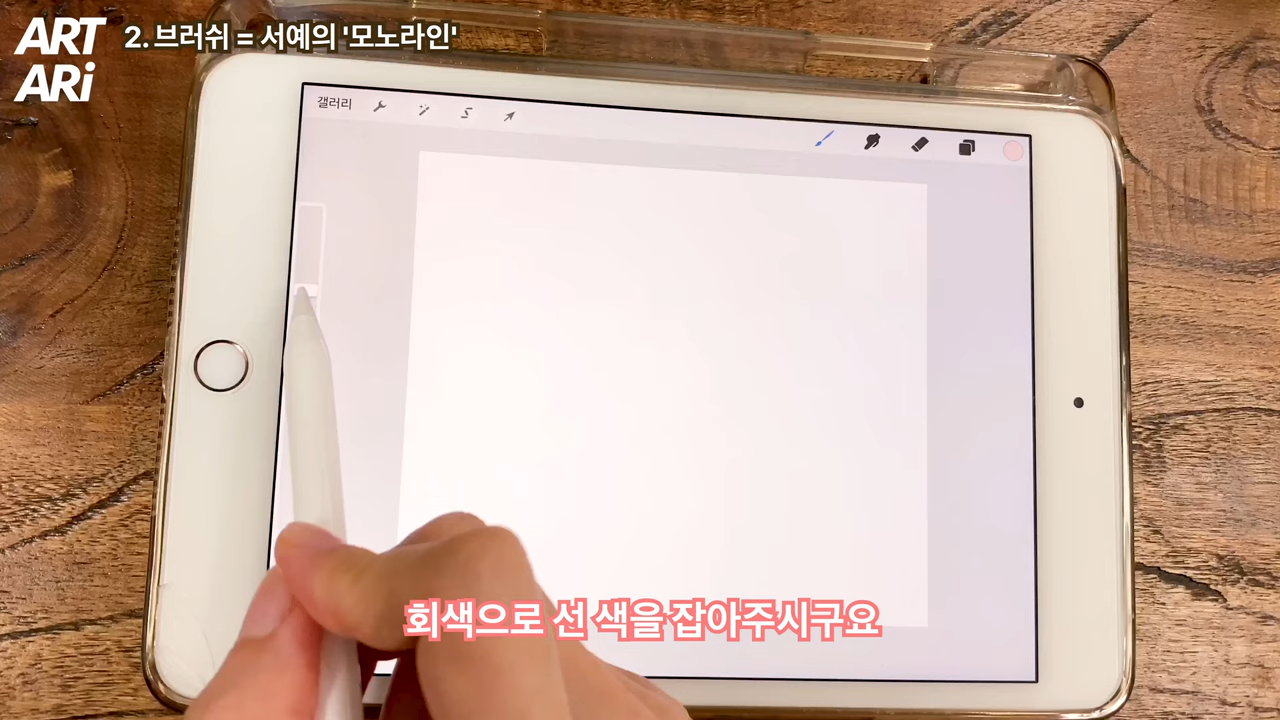 ART
ARi
2. 브러쉬 = 서예의 '모노라인'
갤러리
회색으로 선 색을 잡아주시구요